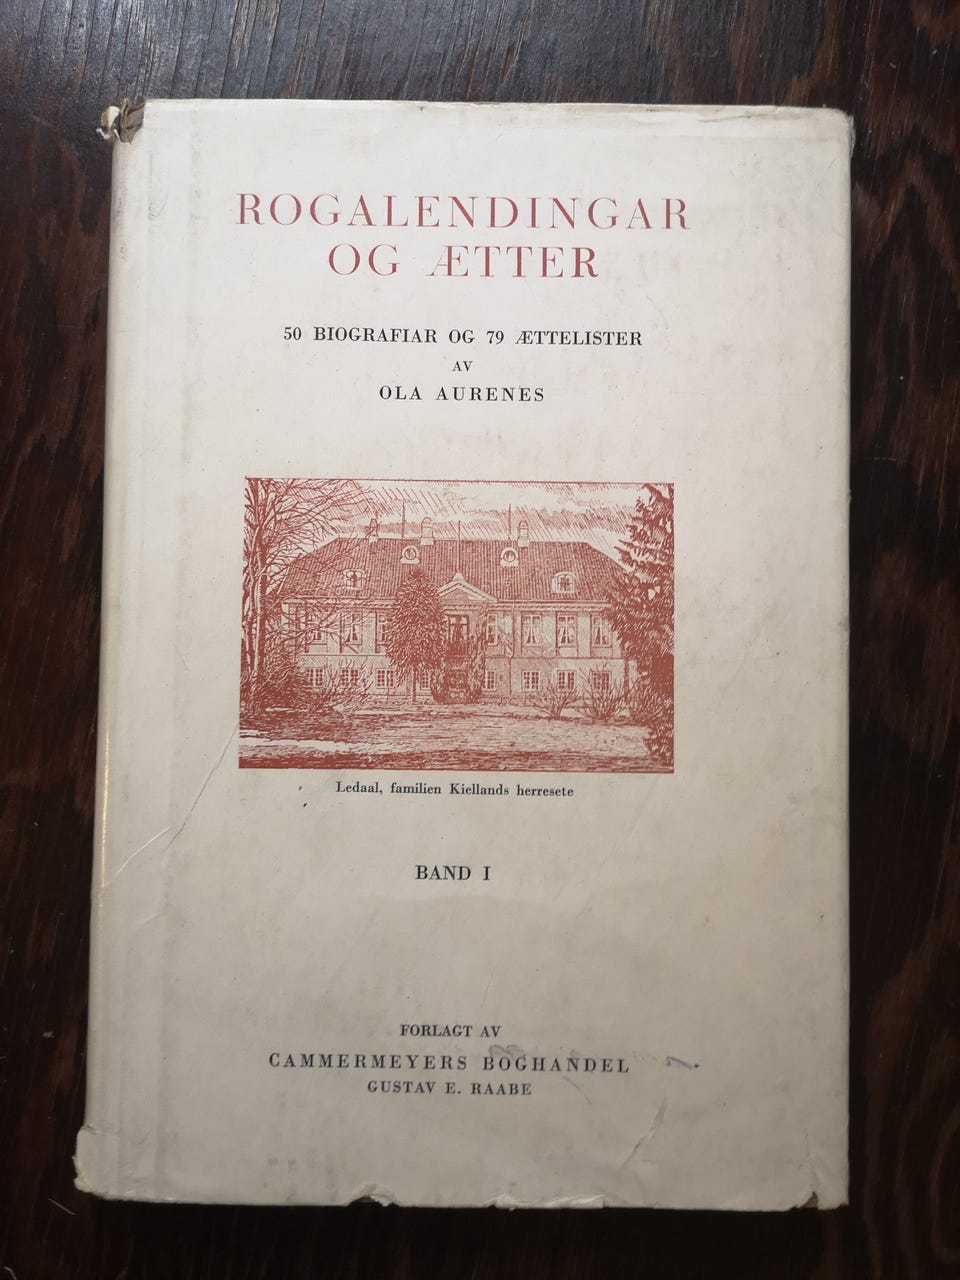 ROGALENDINGAR
OG ÆTTER
50 BIOGRAFIAR OG 79 ÆTTELISTER
AV
OLA AURENES
Ledaal, familien Kiellands herresete
BAND I
FORLAGT AV
CAMMERMEYERS BOGHANDEL
GUSTAV E. RAABE